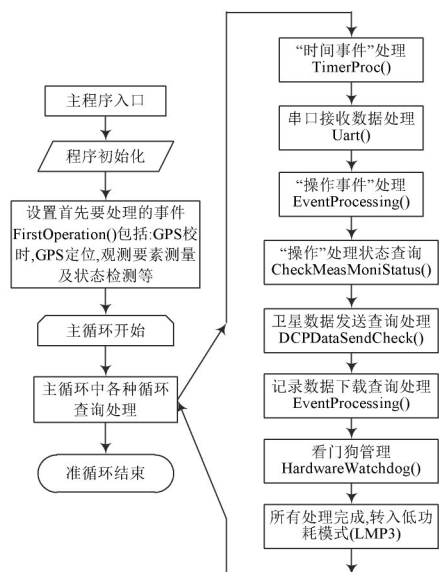 主程序入口
程序初始化
设置首先要处理的事件
FirstOperation()包括:GPS校
时,GPS定位,观测要素测量
及状态检测等
主循环开始
主循环中各种循环
查询处理
准循环结束
“时间事件”处理
TimerProc()
串口接收数据处理
Uart()
“操作事件”处理
EventProcessing()
“操作”处理状态查询
CheckMeasMoniStatus()
卫星数据发送查询处理
DCPDataSendCheck()
记录数据下载查询处理
EventProcessing()
看门狗管理
HardwareWatchdog()
所有处理完成,转入低功
耗模式(LMP3)